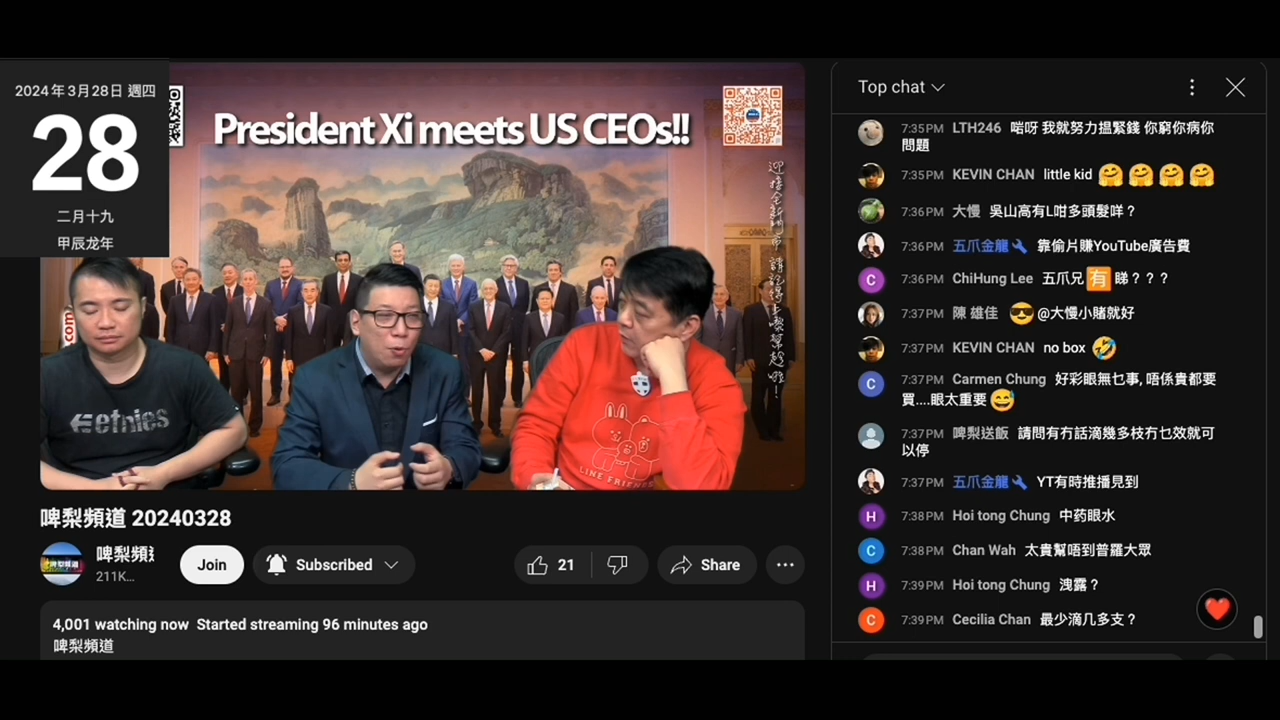 2024年3月28日 週四
28
二月十九
甲辰龙年
President Xi meets US CEOs!!
.com
etnies
LINE FRIENDS
啤梨頻道 20240328
啤梨頻道
211K...
Join
Subscribed
21
Share
4,001 watching now Started streaming 96 minutes ago
啤梨頻道
Top chat
7:35PM LTH246 啱呀 我就努力揾緊錢 你窮你病你
問題
7:35PM KEVIN CHAN little kid
7:36PM 大慢 吳山高有L咁多頭髮咩？
7:36PM 五爪金龍 靠偷片賺YouTube廣告費
C 7:36PM ChiHung Lee 五爪兄 有 睇？？？
7:37PM 陳 雄佳 @大慢小賭就好
7:37PM KEVIN CHAN no box
C 7:37PM Carmen Chung 好彩眼無乜事, 唔係貴都要
買....眼太重要
7:37PM 啤梨送飯 請問有冇話滴幾多枝冇乜效就可
以停
7:37PM 五爪金龍 YT有時推播見到
H 7:38PM Hoi tong Chung 中药眼水
C 7:38PM Chan Wah 太貴幫唔到普羅大眾
H 7:39PM Hoi tong Chung 洩露？
C 7:39PM Cecilia Chan 最少滴几多支？